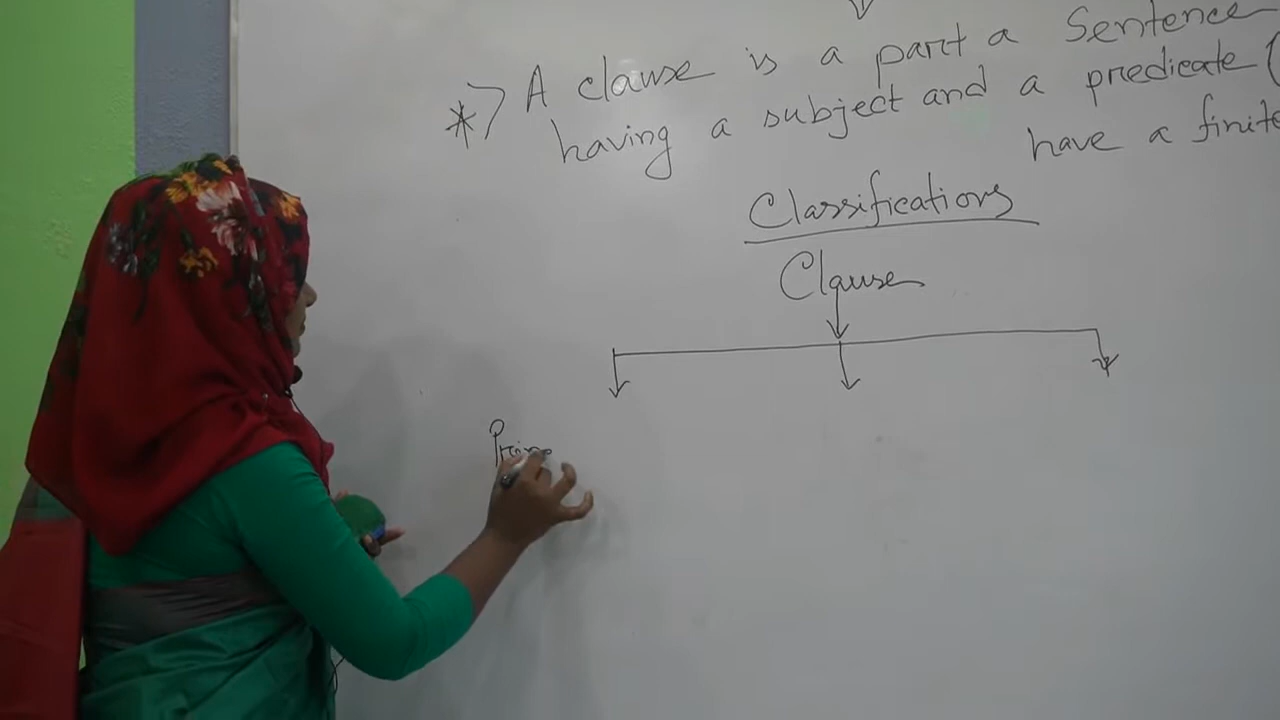 *) A clause is a part a Sentence
having a subject and a predicate (
have a finite
Classifications
Clause